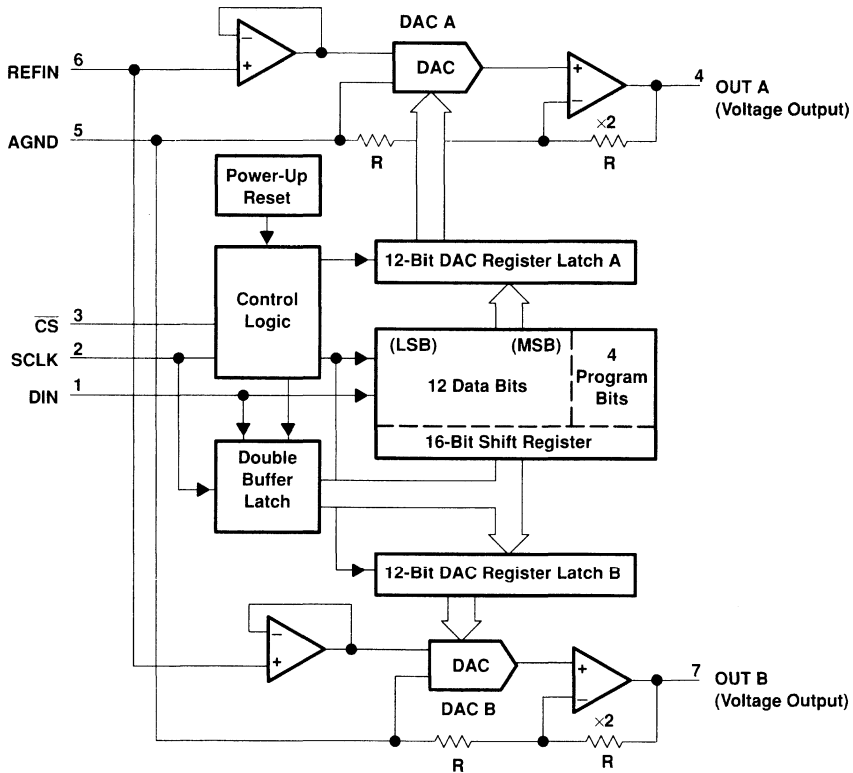 DAC A
6
REFIN
−
+
DAC
+
−
4
OUT A
(Voltage Output)
5
AGND
R
×2
R
Power-Up
Reset
12-Bit DAC Register Latch A
Control
Logic
3
CS
2
SCLK
1
DIN
(LSB)
(MSB)
12 Data Bits
4
Program
Bits
16-Bit Shift Register
Double
Buffer
Latch
12-Bit DAC Register Latch B
−
+
DAC
DAC B
+
−
7
OUT B
(Voltage Output)
R
×2
R